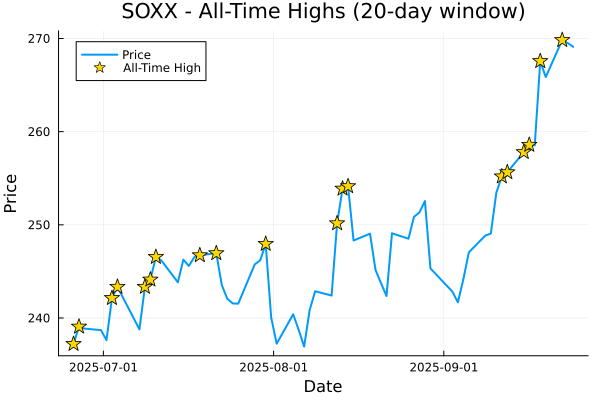 SOXX - All-Time Highs (20-day window)
270
260
250
240
Price
Price
All-Time High
2025-07-01
2025-08-01
2025-09-01
Date